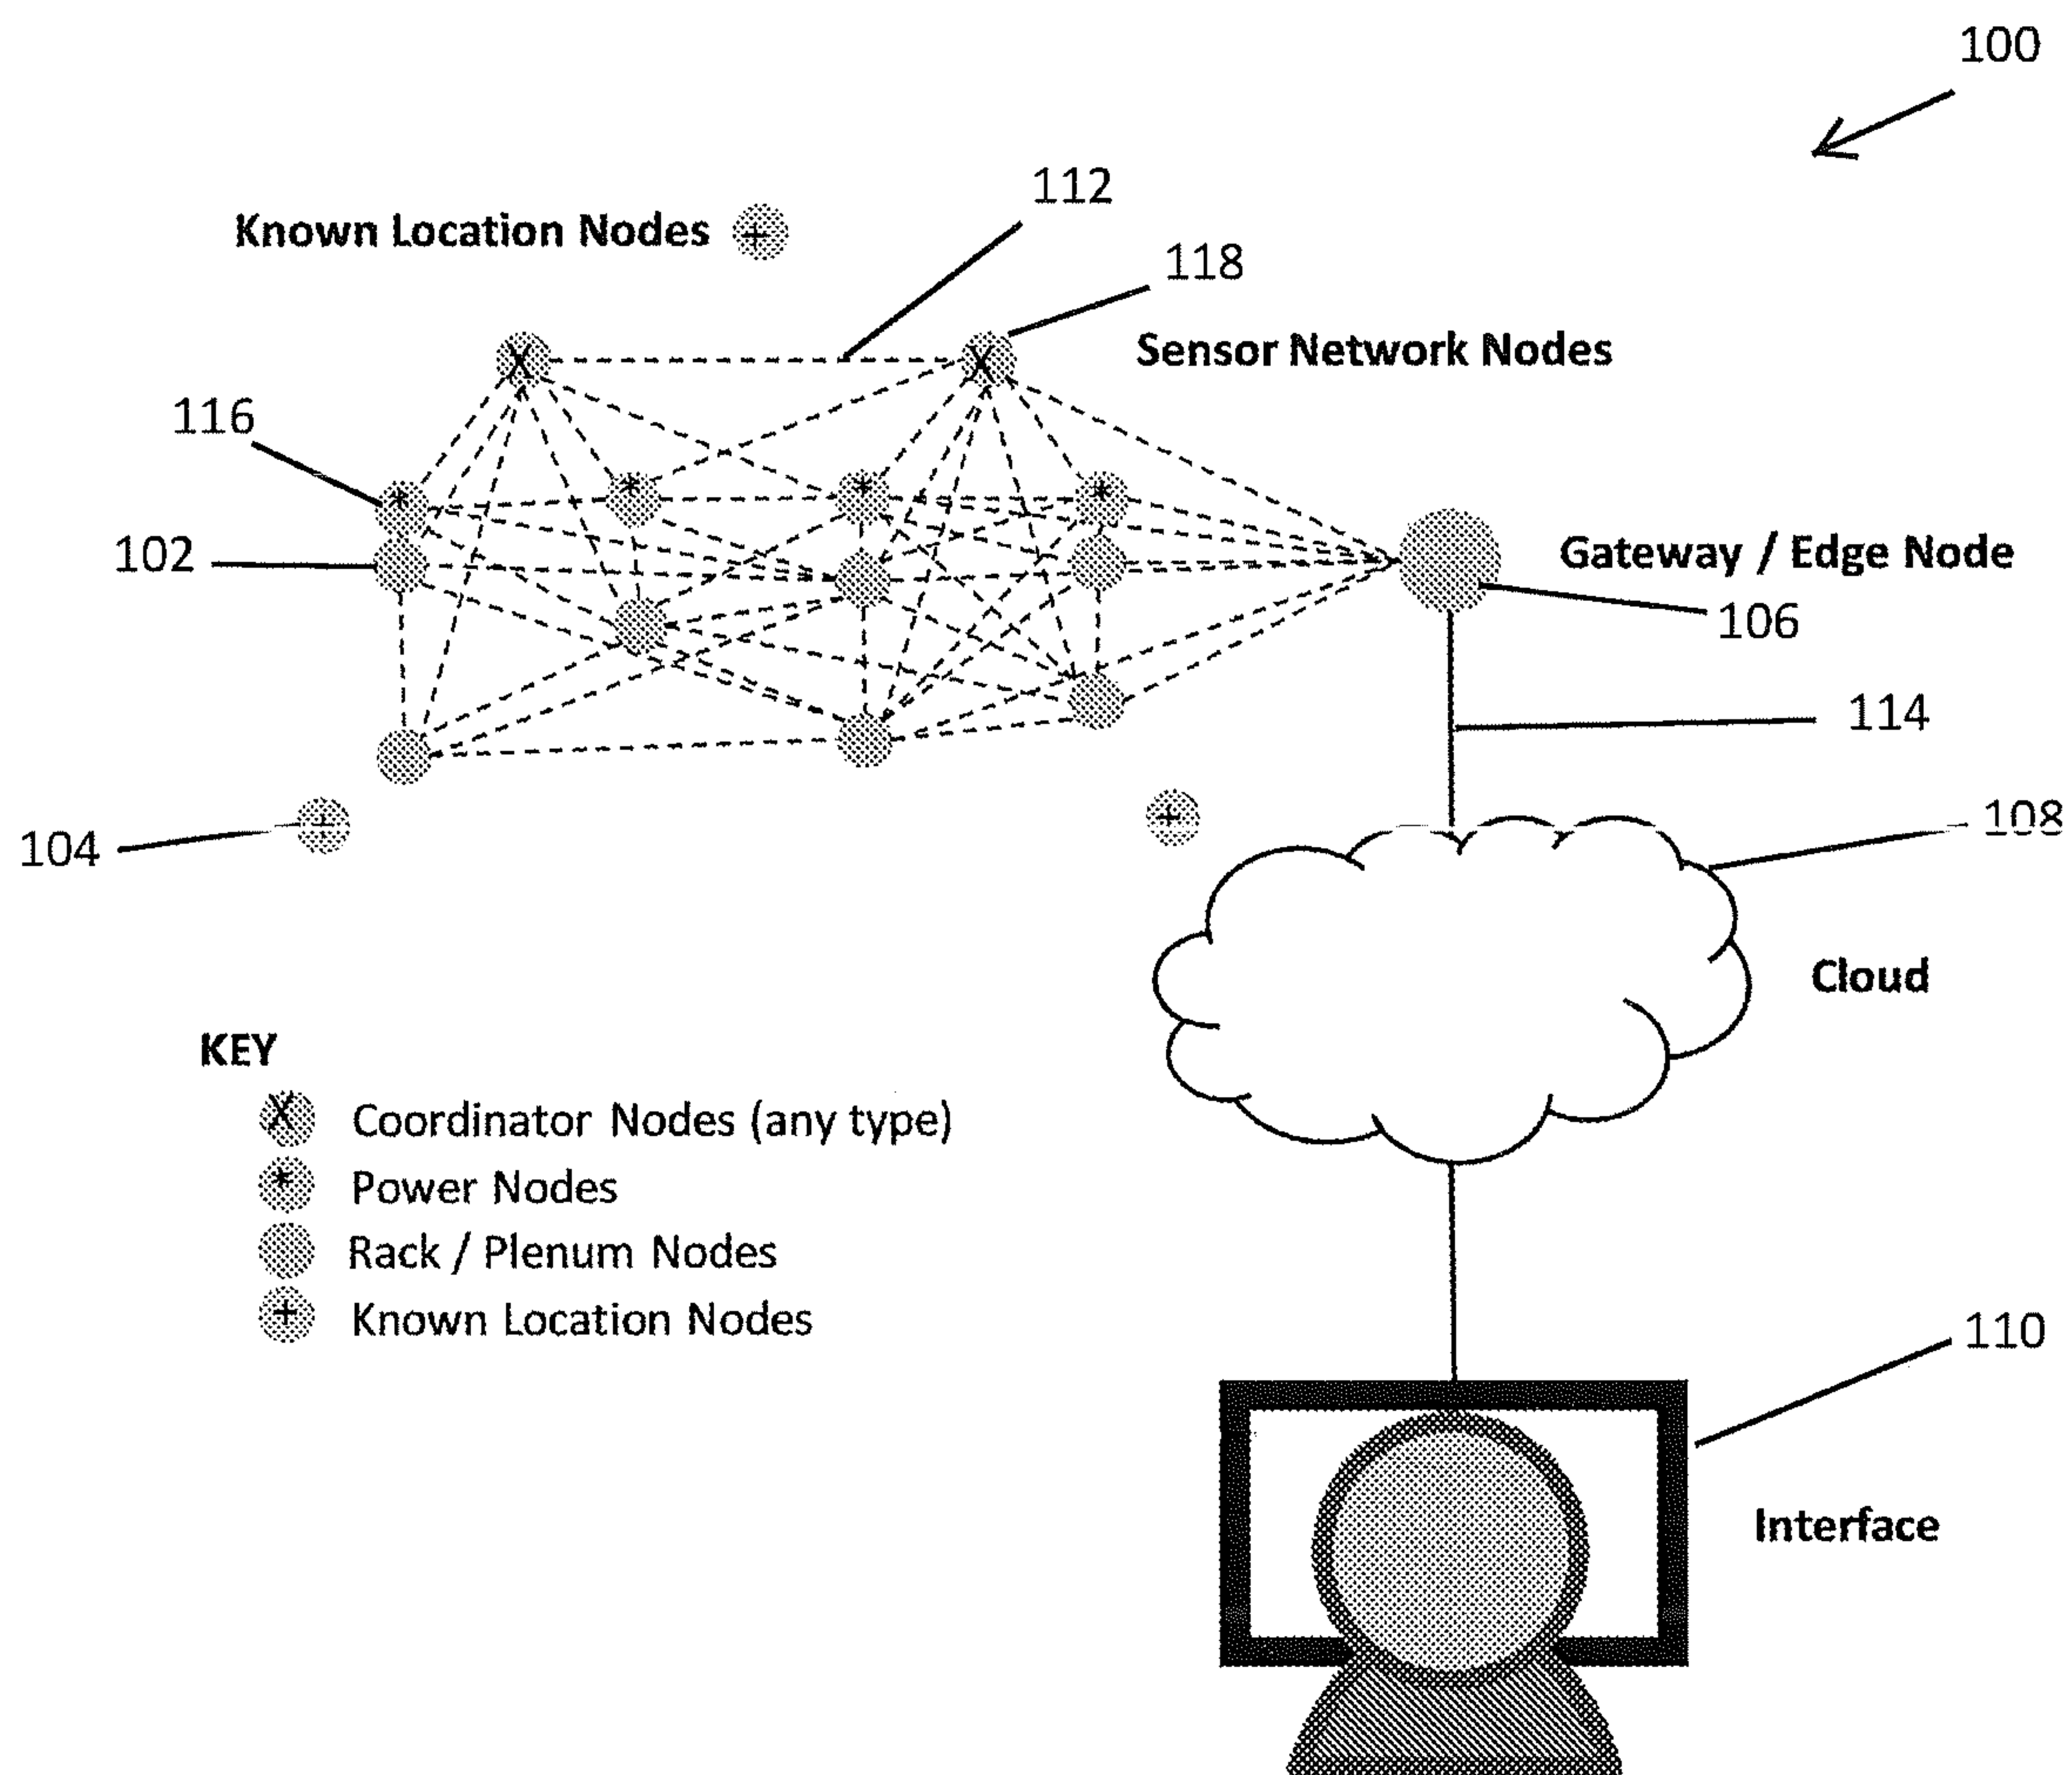 100
112
Known Location Nodes
118
Sensor Network Nodes
116
102
Gateway / Edge Node
106
114
108
104
Cloud
KEY
X Coordinator Nodes (any type)
* Power Nodes
Rack / Plenum Nodes
+ Known Location Nodes
110
Interface